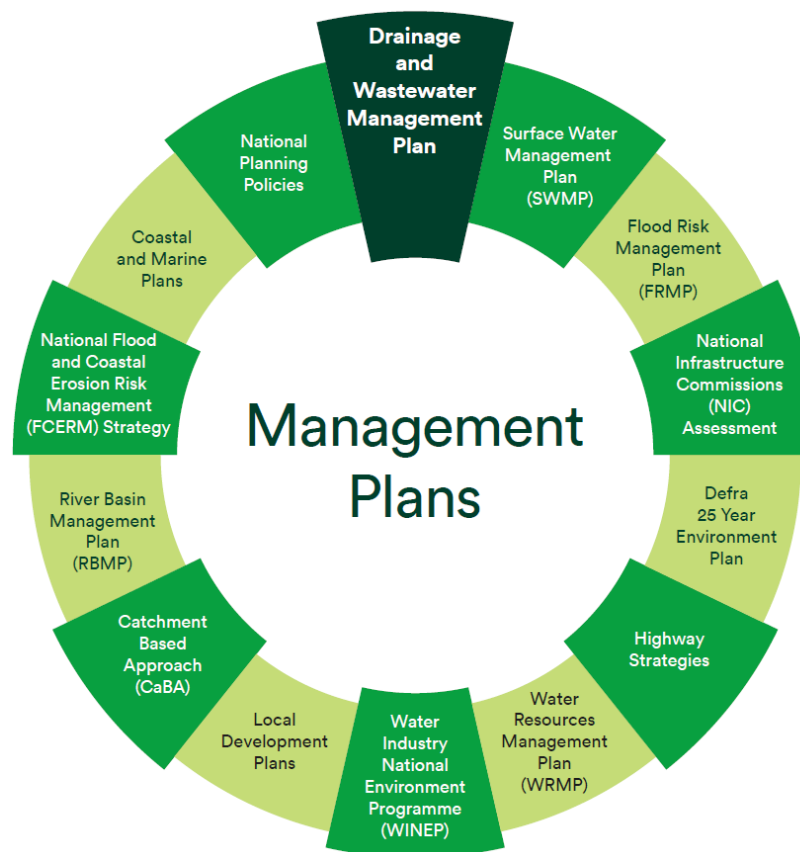 Drainage
and
Wastewater
Management
Plan
Surface Water
Management
Plan
(SWMP)
Flood Risk
Management
Plan
(FRMP)
National
Infrastructure
Commissions
(NIC)
Assessment
Defra
25 Year
Environment
Plan
Highway
Strategies
Water
Resources
Management
Plan
(WRMP)
Water
Industry
National
Environment
Programme
(WINEP)
Local
Development
Plans
Catchment
Based
Approach
(CaBA)
River Basin
Management
Plan
(RBMP)
National Flood
and Coastal
Erosion Risk
Management
(FCERM) Strategy
Coastal
and Marine
Plans
National
Planning
Policies
Management
Plans